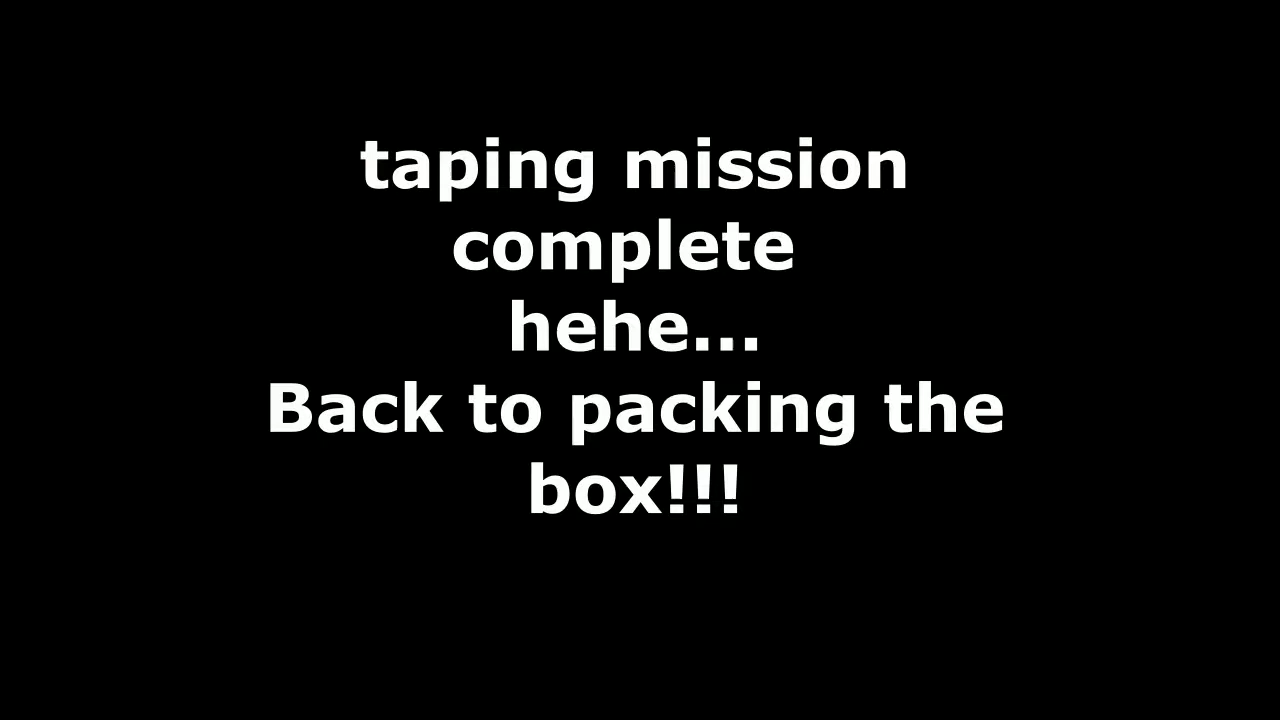 taping mission
complete
hehe...
Back to packing the
box!!!